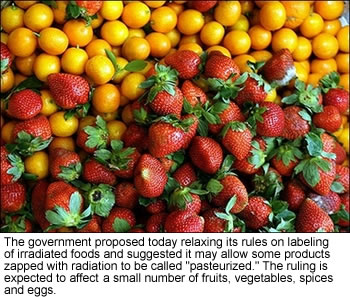 The government proposed today relaxing its rules on labeling
of irradiated foods and suggested it may allow some products
zapped with radiation to be called "pasteurized." The ruling is
expected to affect a small number of fruits, vegetables, spices
and eggs.